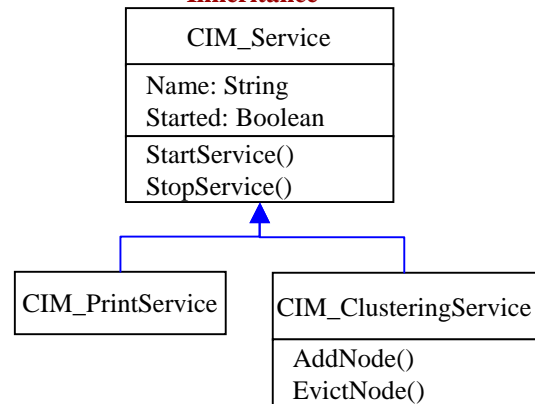 Inheritance
CIM_Service
Name: String
Started: Boolean
StartService()
StopService()
CIM_PrintService
CIM_ClusteringService
AddNode()
EvictNode()